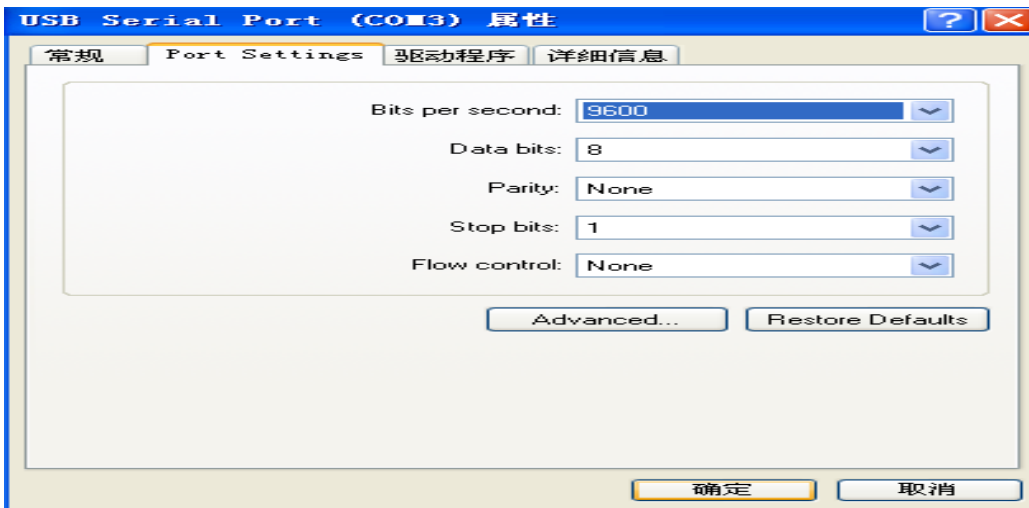 USB Serial Port (COM3) 属性
常规 Port Settings 驱动程序 详细信息
Bits per second: 9600
Data bits: 8
Parity: None
Stop bits: 1
Flow control: None
Advanced... Restore Defaults
确定 取消